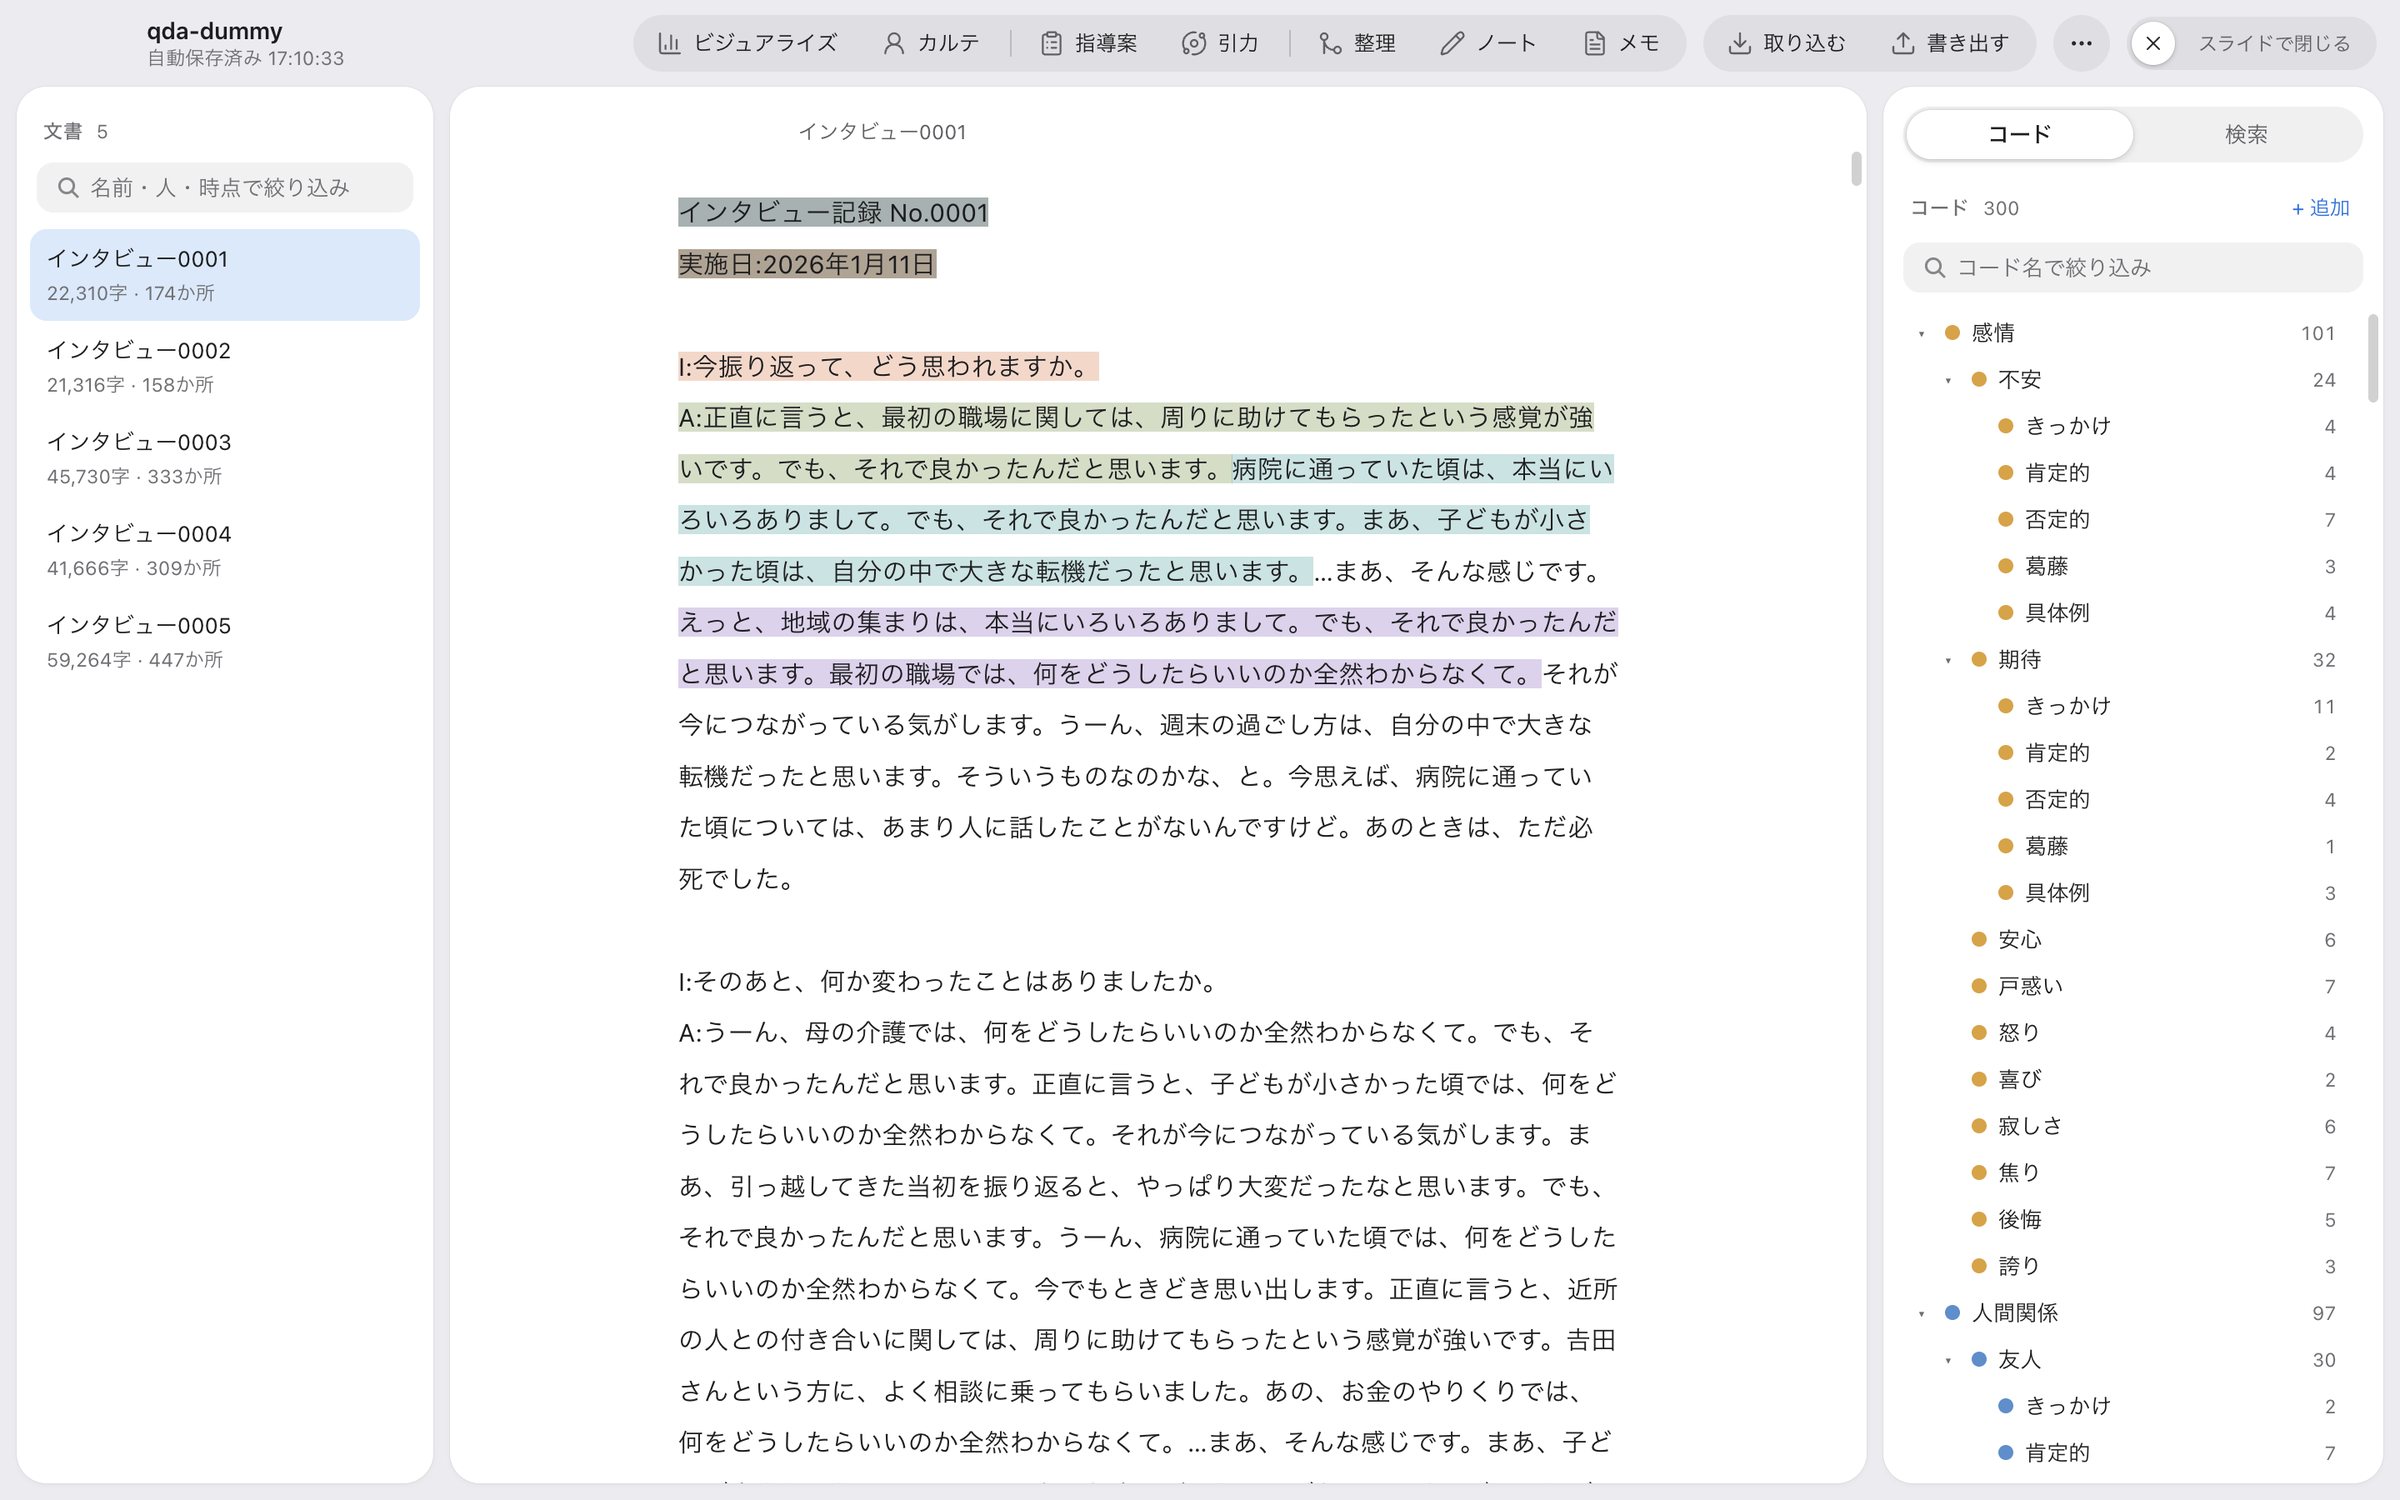 qda-dummy
自動保存済み 17:10:33
ビジュアライズ
カルテ
指導案
引力
整理
ノート
メモ
取り込む
書き出す
スライドで閉じる
文書 5
名前・人・時点で絞り込み
インタビュー0001
22,310字 · 174か所
インタビュー0002
21,316字 · 158か所
インタビュー0003
45,730字 · 333か所
インタビュー0004
41,666字 · 309か所
インタビュー0005
59,264字 · 447か所
インタビュー0001
インタビュー記録 No.0001
実施日:2026年1月11日
I:今振り返って、どう思われますか。
A:正直に言うと、最初の職場に関しては、周りに助けてもらったという感覚が強
いです。でも、それで良かったんだと思います。病院に通っていた頃は、本当にい
ろいろありまして。でも、それで良かったんだと思います。まあ、子どもが小さ
かった頃は、自分の中で大きな転機だったと思います。…まあ、そんな感じです。
えっと、地域の集まりは、本当にいろいろありまして。でも、それで良かったんだ
と思います。最初の職場では、何をどうしたらいいのか全然わからなくて。それが
今につながっている気がします。うーん、週末の過ごし方は、自分の中で大きな
転機だったと思います。そういうものなのかな、と。今思えば、病院に通ってい
た頃については、あまり人に話したことがないんですけど。あのときは、ただ必
死でした。
I:そのあと、何か変わったことはありましたか。
A:うーん、母の介護では、何をどうしたらいいのか全然わからなくて。でも、そ
れで良かったんだと思います。正直に言うと、子どもが小さかった頃では、何をど
うしたらいいのか全然わからなくて。それが今につながっている気がします。ま
あ、引っ越してきた当初を振り返ると、やっぱり大変だったなと思います。でも、
それで良かったんだと思います。うーん、病院に通っていた頃では、何をどうした
らいいのか全然わからなくて。今でもときどき思い出します。正直に言うと、近所
の人との付き合いに関しては、周りに助けてもらったという感覚が強いです。𠮷田
さんという方に、よく相談に乗ってもらいました。あの、お金のやりくりでは、
何をどうしたらいいのか全然わからなくて。…まあ、そんな感じです。まあ、子ど
コード
検索
コード 300
+ 追加
コード名で絞り込み
感情 101
不安 24
きっかけ 4
肯定的 4
否定的 7
葛藤 3
具体例 4
期待 32
きっかけ 11
肯定的 2
否定的 4
葛藤 1
具体例 3
安心 6
戸惑い 7
怒り 4
喜び 2
寂しさ 6
焦り 7
後悔 5
誇り 3
人間関係 97
友人 30
きっかけ 2
肯定的 7